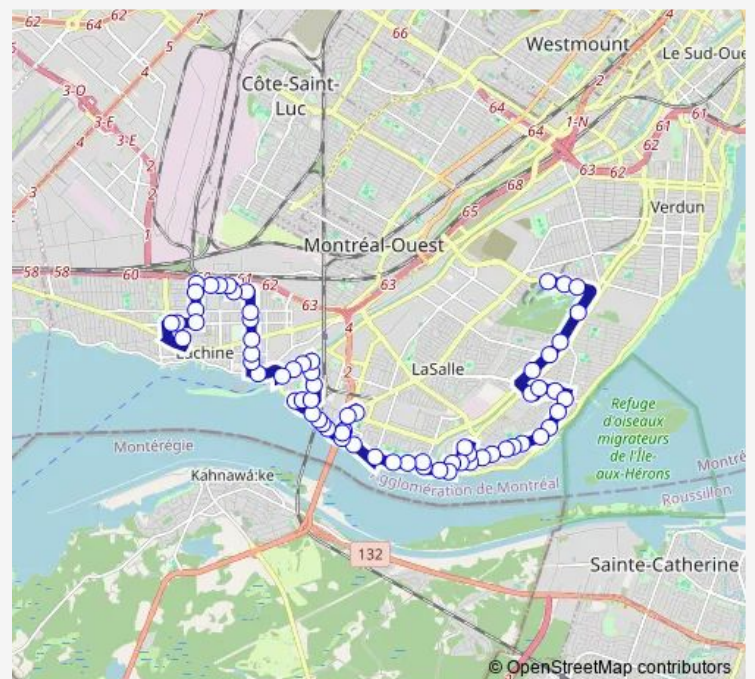 62
64
7
66
Westmount
Le Sud-Oue
5
4
Côte-Saint-
Luc
2
3-O
3-E
3-E
4
64
64
1-N
61
61
62
3
2
2
1
68
63
62
65
Verdun
Montréal-Ouest
58
58
60
61
62
63
63
4
Lachine
2
LaSalle
Refuge
d'oiseaux
migrateurs
de l'Île-
aux-Hérons
Montérégie
Kahnawà:ke
Agglomération de Montréal
Montré
Roussillon
132
Sainte-Catherine
© OpenStreetMap contributors